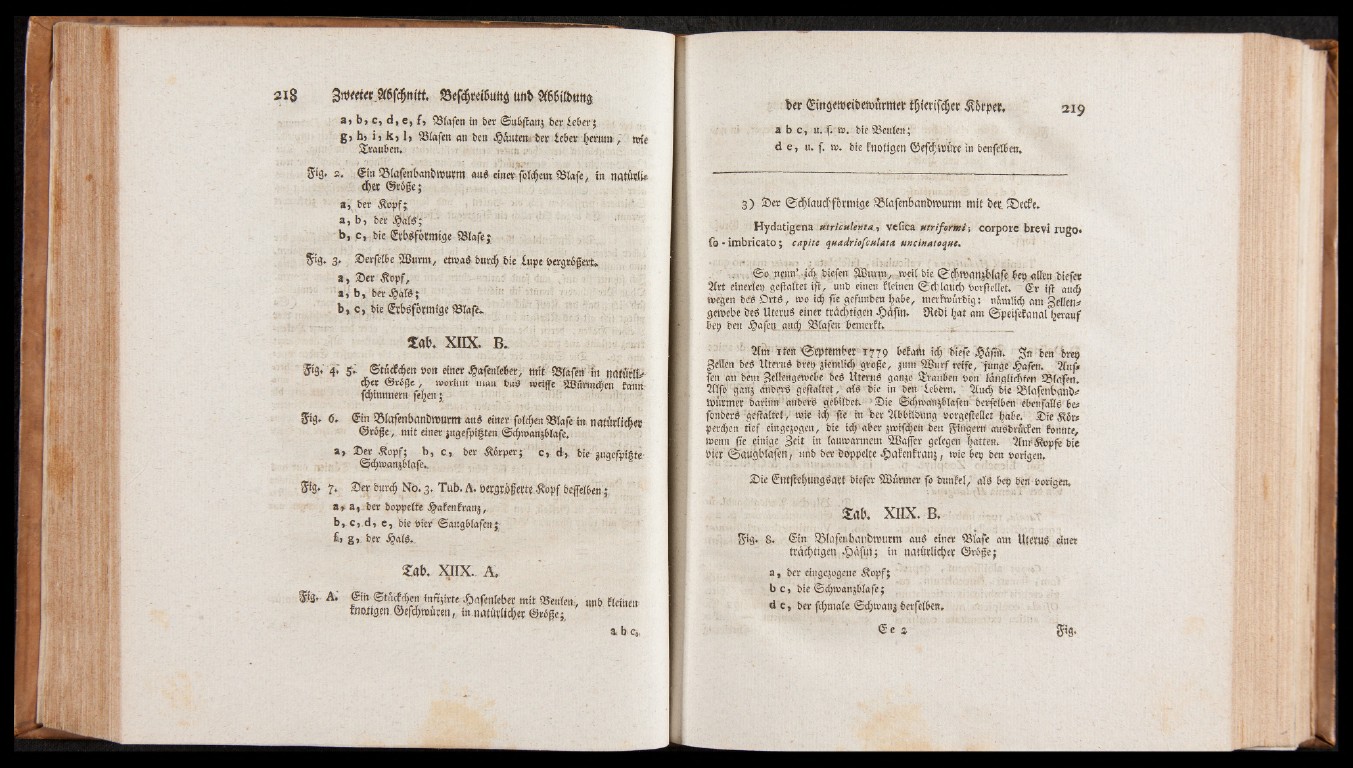 218 Zweeter Abschnitt. Beschreibung und Abbildung
a, b, c, d, e, f, Blasen in der Substanz der Leber;
g, h, i, k, l, Blasen an den Häuten der Leber herum, wie
Trauben.
Fig. 2. Ein Blasenbandwurm aus einer solchem Blase, in natürli-
cher Größe;
a, der Kopf;
a, b, der Hals;
b, c, die Erbsförmige Blase;
Fig. 3. Derselbe Wurm, etwas durch die Lupe vergrößert.
a, Der Kopf,
a, b, der Hals;
b, c, die Erbsförmige Blase.
Tab. XIIX. B.
Fig. 4. 5. Stückchen von einer Hasenleber, mit Blasen in natürli-
cher Größe, worinn man das weisse Würmchen kann
schimmern sehen;
Fig. 6. Ein Blasenbandwurm aus einer solchen Blase in natürlicher
Größe, mit einer zugespitzten Schwanzblase.
a, Der Kopf; b, c, der Körper; c, d, die zugespitzte
Schwanzblase.
Fig. 7. Der durch No. 3. Tub. A. vergrößerte Kopf desselben;
a, a, der doppelte Hakenkranz,
b, c, d, e, die vier Saugblasen;
f, g, der Hals.
Tab. XIIX. A.
Fig. A. Ein Stückchen infizirte Hasenleber mit Beulen, und kleinen
knotigen Geschwüren, in natürlicher Größe;
a b c,
der Eingeweidewürmer thierischer Körper. 219
a b c, u. s. w. die Beulen;
d e, u. s. w. die knotigen Geschwüre in denselben.
3) Der Schlauchförmige Blasenbandwurm mit der Decke.
Hydatigena utriculenta, vesica utriformi; corpore brevi rugo-
so - imbricato; capite quadriosculata uncinatoque.
So nenn' ich diesen Wurm, weil die Schwanzblase bey allen dieser
Art einerley gestaltet ist, und einen kleinen Schlauch vorstellet. Er ist auch
wegen des Orts, wo ich sie gefunden habe, merkwürdig: nämlich am Zellen-
gewebe des Uterus einer trächtigen Häsin. Redi hat am Speisekanal herauf
bey den Hasen auch Blasen bemerkt.
Am 1ten September 1779 bekam ich diese Häsin. In den drey
Zellen des Uterus drey ziemlich große, zum Wurf reife, junge Hasen. Aus-
sen an dem Zellengewebe des Uterus ganze Trauben von länglichten Blasen.
Also ganz anders gestaltet, als die in den Lebern. Auch die Blasenband-
würmer darinn anders gebildet. Die Schwanzblasen derselben ebenfalls be-
sonders gestaltet, wie ich sie in der Abbildung vorgestellet habe. Die Kör-
perchen tief eingezogen, die ich aber zwischen den Fingern ausdrücken konnte,
wenn sie einige Zeit in lauwarmem Wasser gelegen hatten. Am Kopfe die
vier Saugblasen, und der doppelte Hakenkranz, wie bey den vorigen.
Die Entstehungsart dieser Würmer so dunkel, als bey den vorigen.
Tab. XIIX. B.
Fig. 8. Ein Blasenbandwurm aus einer Blase am Uterus einer
trächtigen Häsin; in natürlicher Größe;
a, der eingezogene Kopf;
b c, die Schwanzblase;
d c, der schmale Schwanz derselben.
E e 2 Fig.